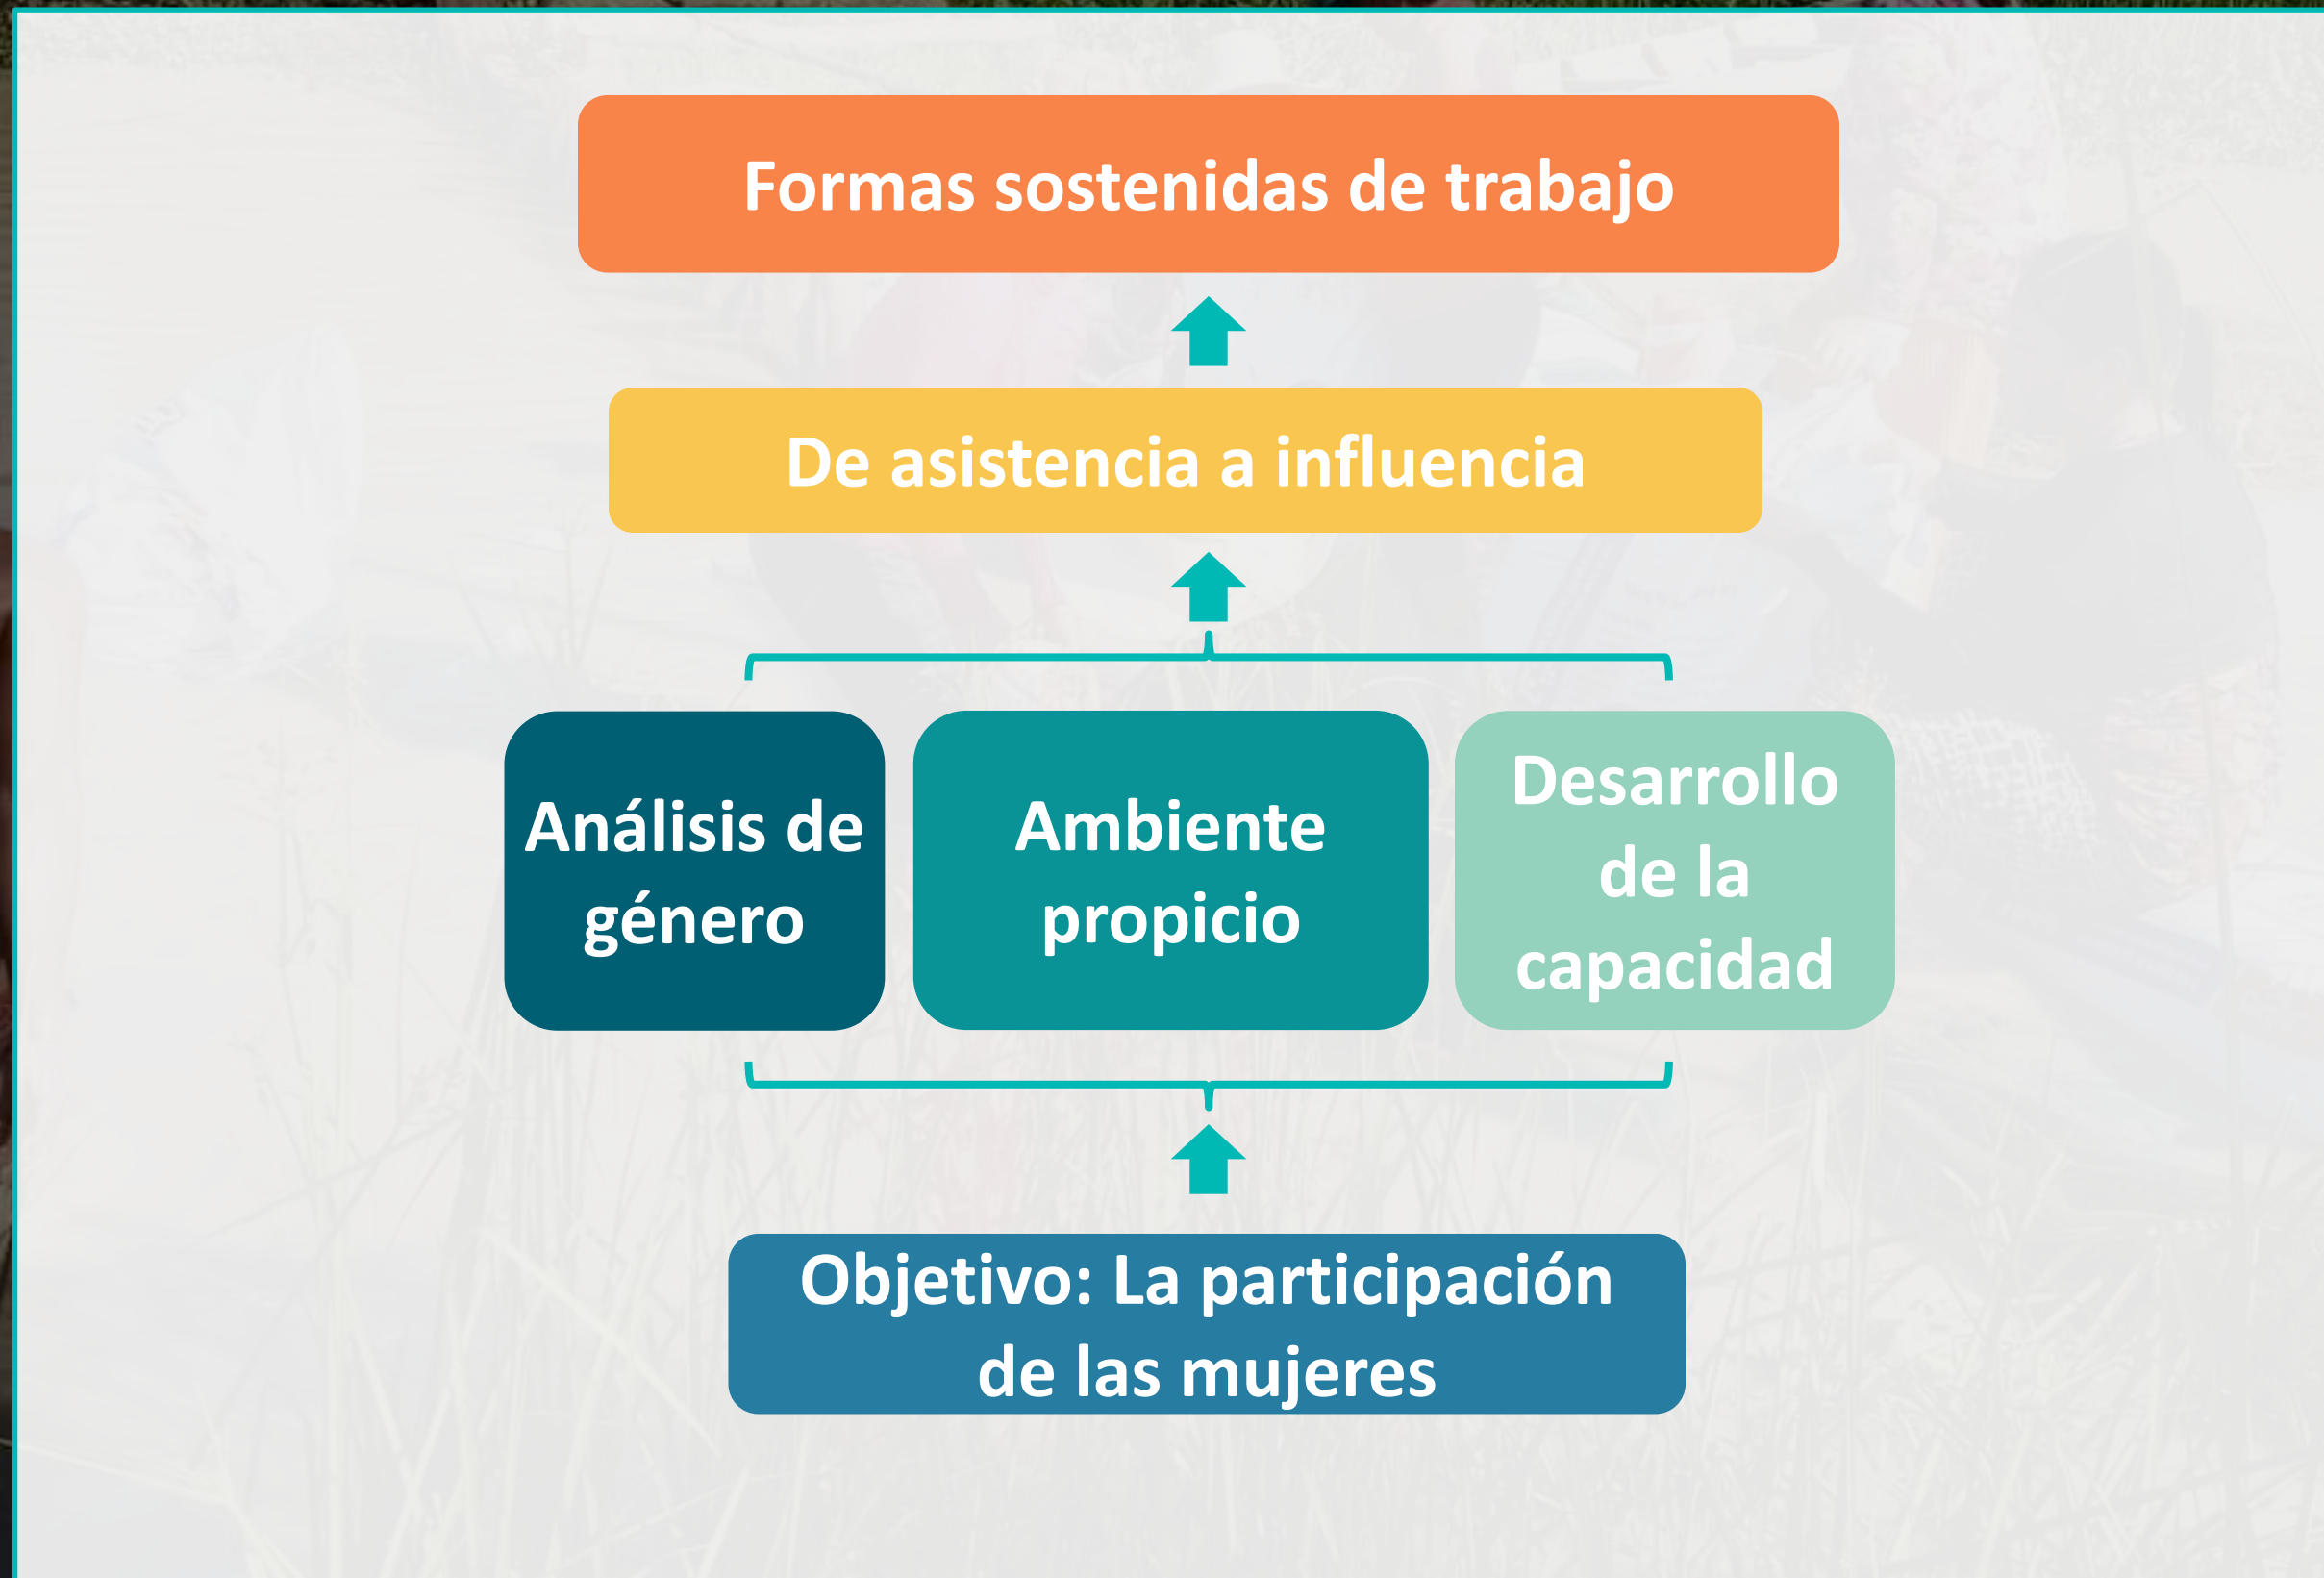 Formas sostenidas de trabajo
De asistencia a influencia
Análisis de
género
Ambiente
propicio
Desarrollo
de la
capacidad
Objetivo: La participación
de las mujeres